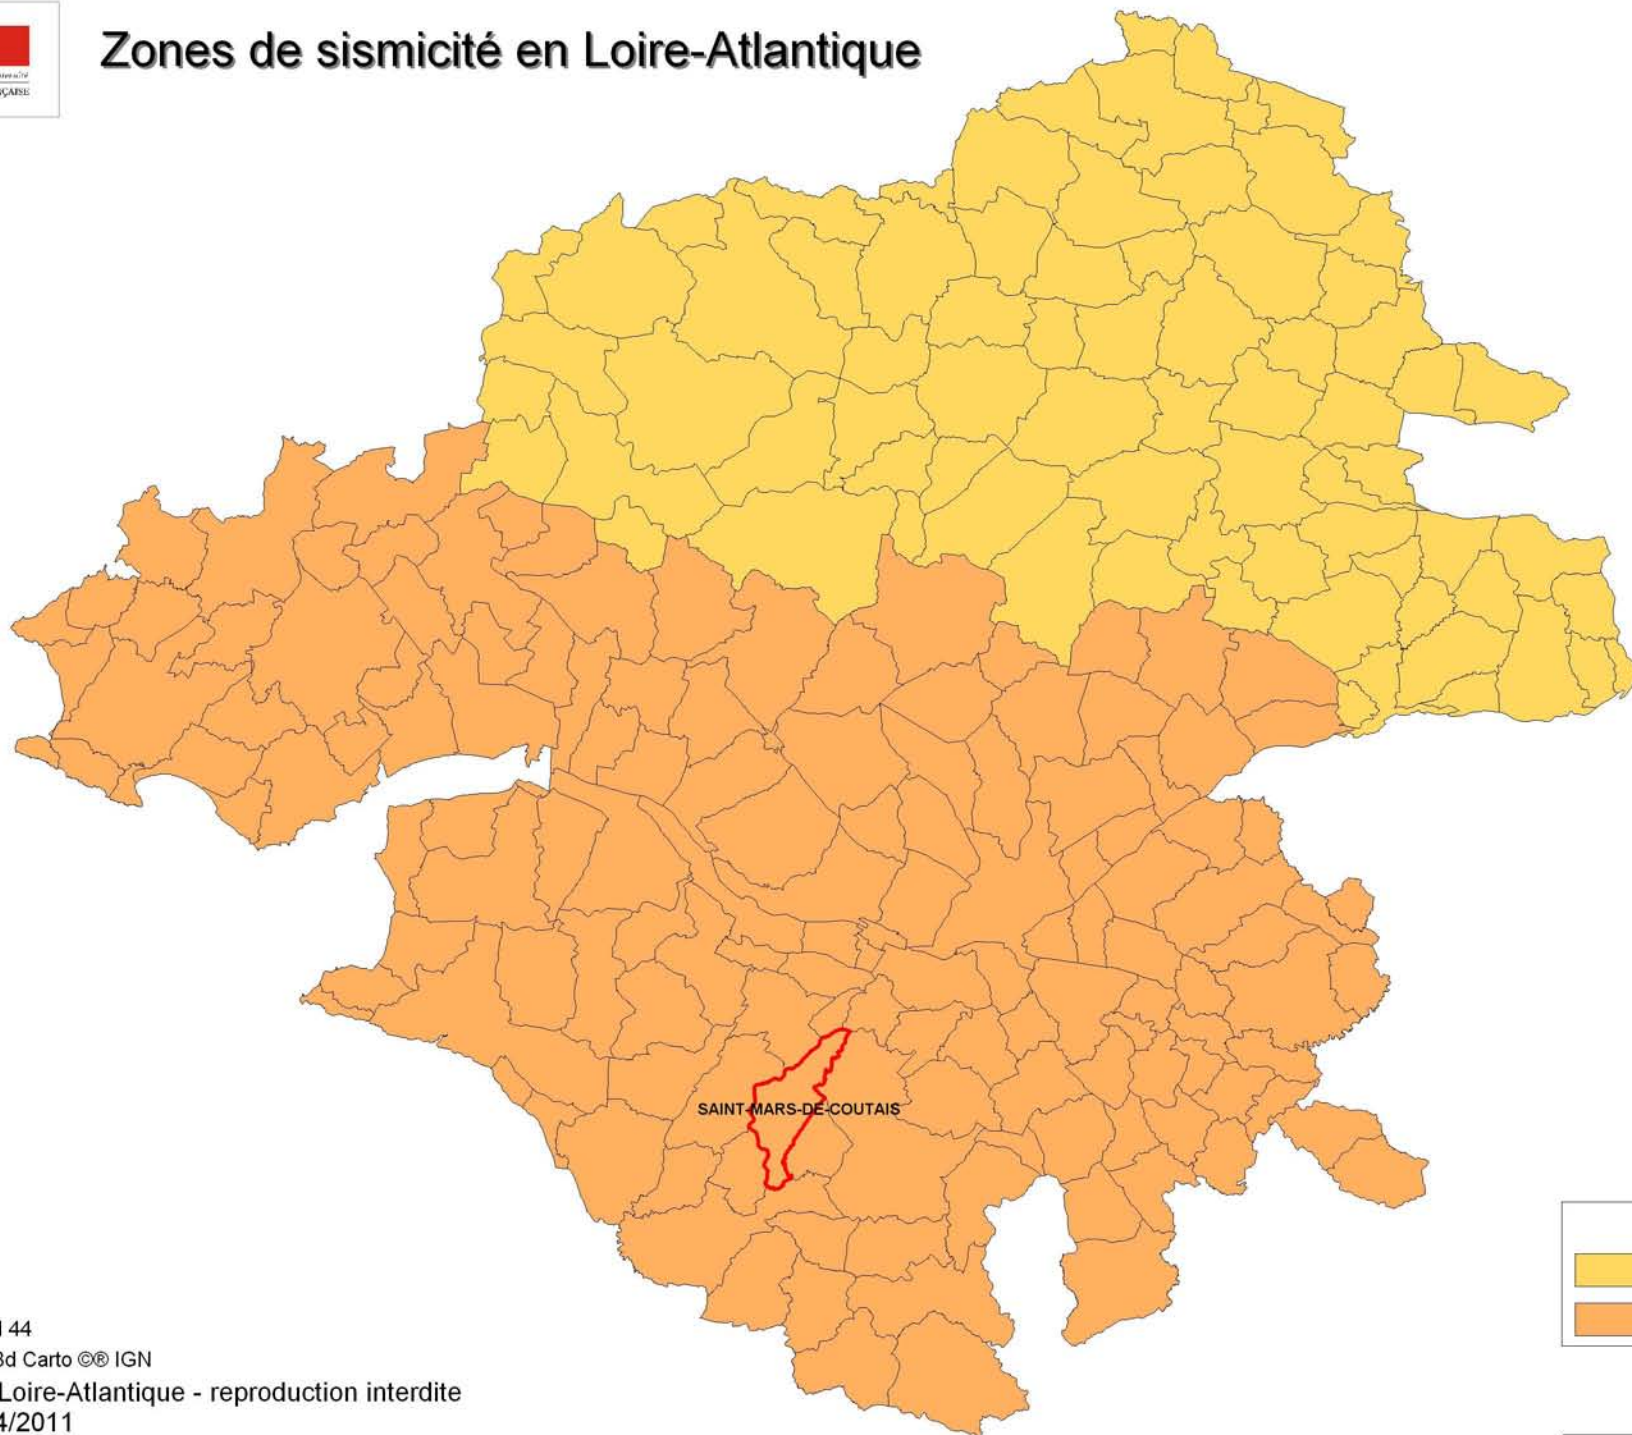 Zones de sismicité en Loire-Atlantique
ÇAISE
SAINT-MARS-DE-COUTAIS
44
d Carto ©® IGN
Loire-Atlantique - reproduction interdite
4/2011